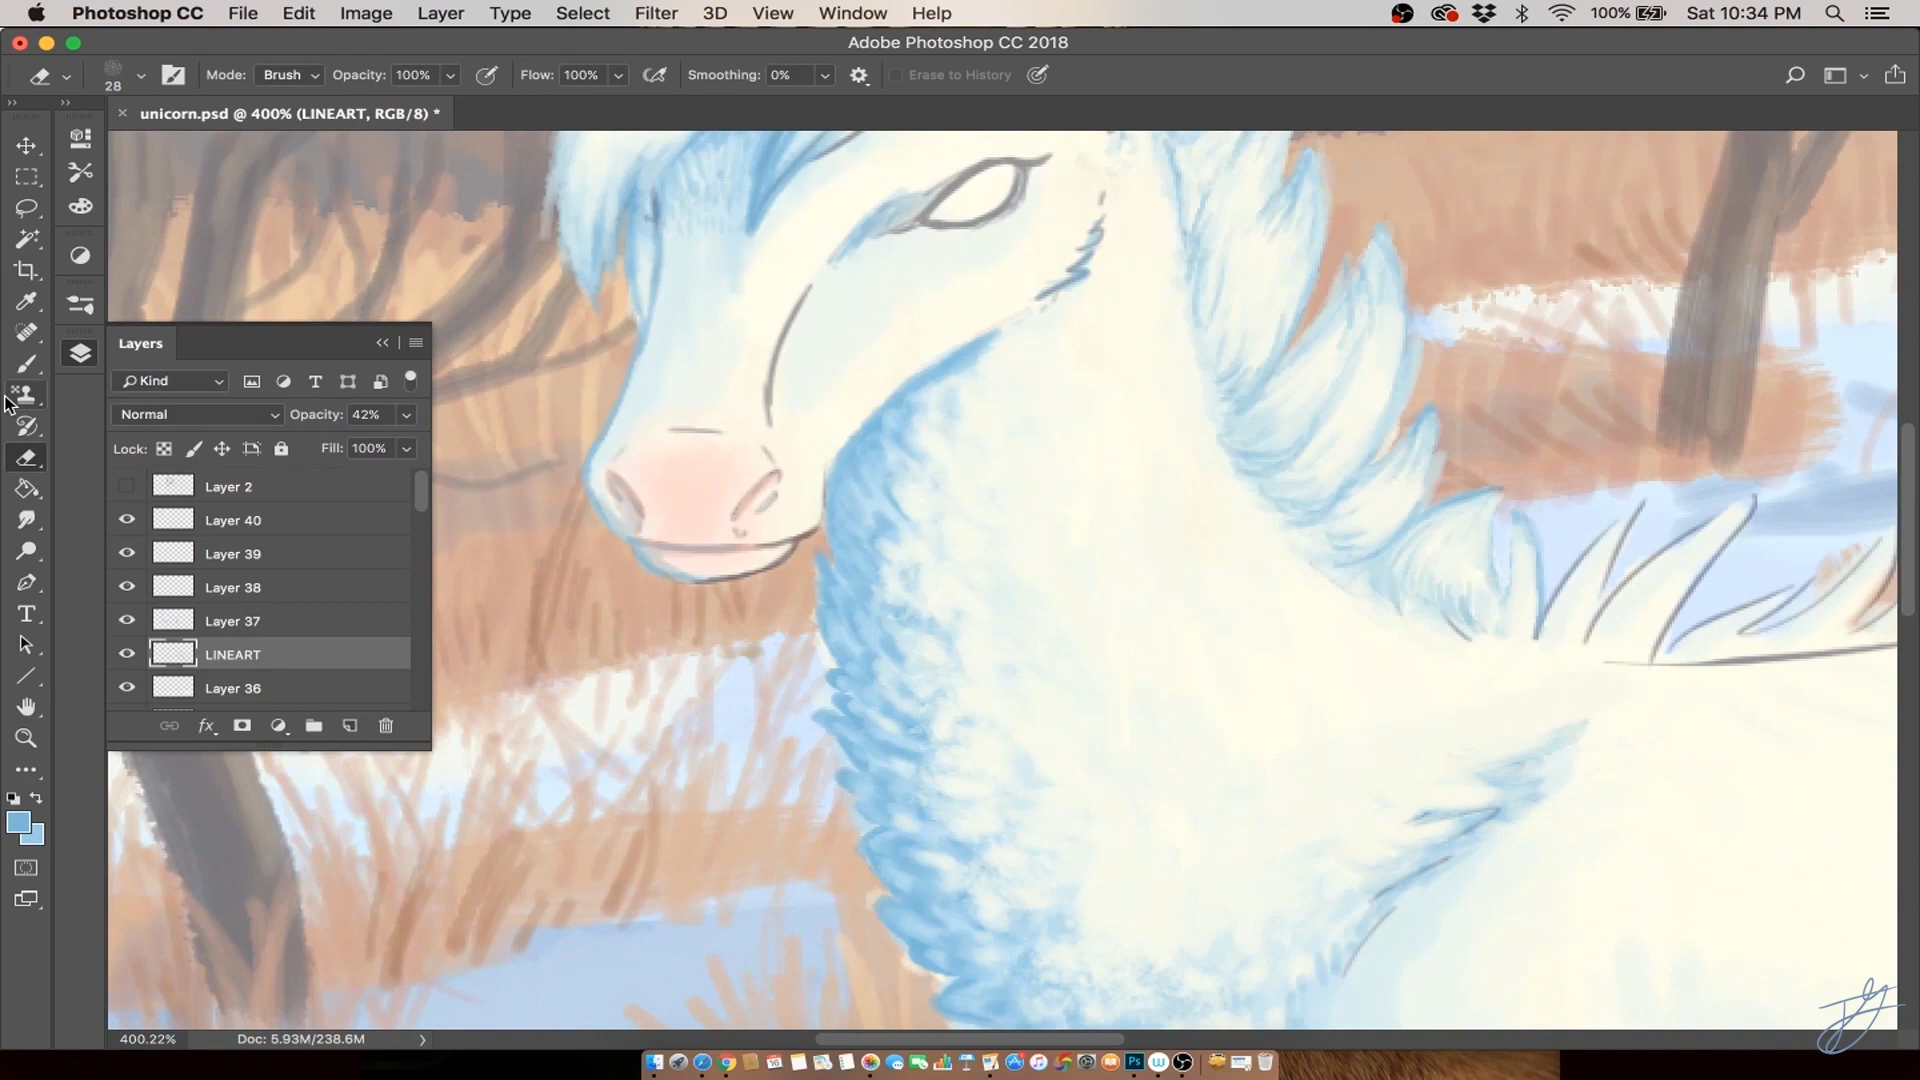 Photoshop CC File Edit Image Layer Type Select Filter 3D View Window Help 100% Sat 10:34 PM
Adobe Photoshop CC 2018
28 Mode: Brush Opacity: 100% Flow: 100% Smoothing: 0% Erase to History
unicorn.psd @ 400% (LINEART, RGB/8) *
Layers
Kind
Normal Opacity: 42%
Lock: Fill: 100%
Layer 2
Layer 40
Layer 39
Layer 38
Layer 37
LINEART
Layer 36
fx
400.22% Doc: 5.93M/238.6M